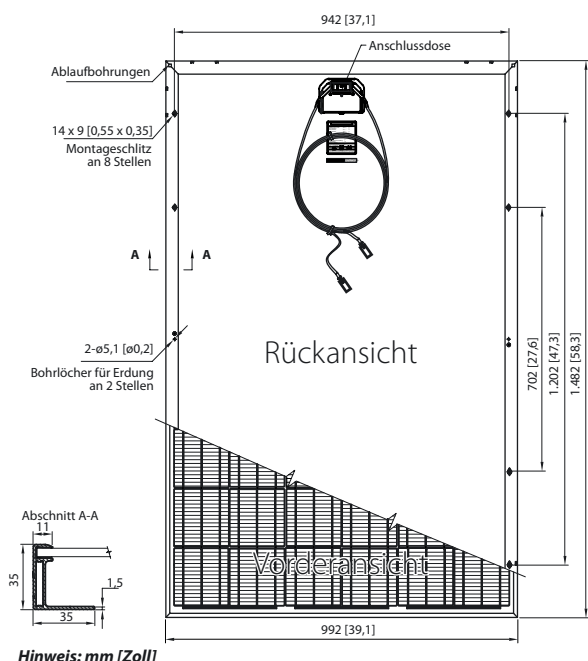 942 [37,1]
Anschlussdose
Ablaufbohrungen
14 x 9 [0,55 x 0,35]
Montageschlitz
an 8 Stellen
A
A
2-ø5,1 [ø0,2]
Bohrlöcher für Erdung
an 2 Stellen
Rückansicht
702 [27,6]
1.202 [47,3]
1.482 [58,3]
Abschnitt A-A
11
35
1,5
35
Vorderansicht
992 [39,1]
Hinweis: mm [Zoll]